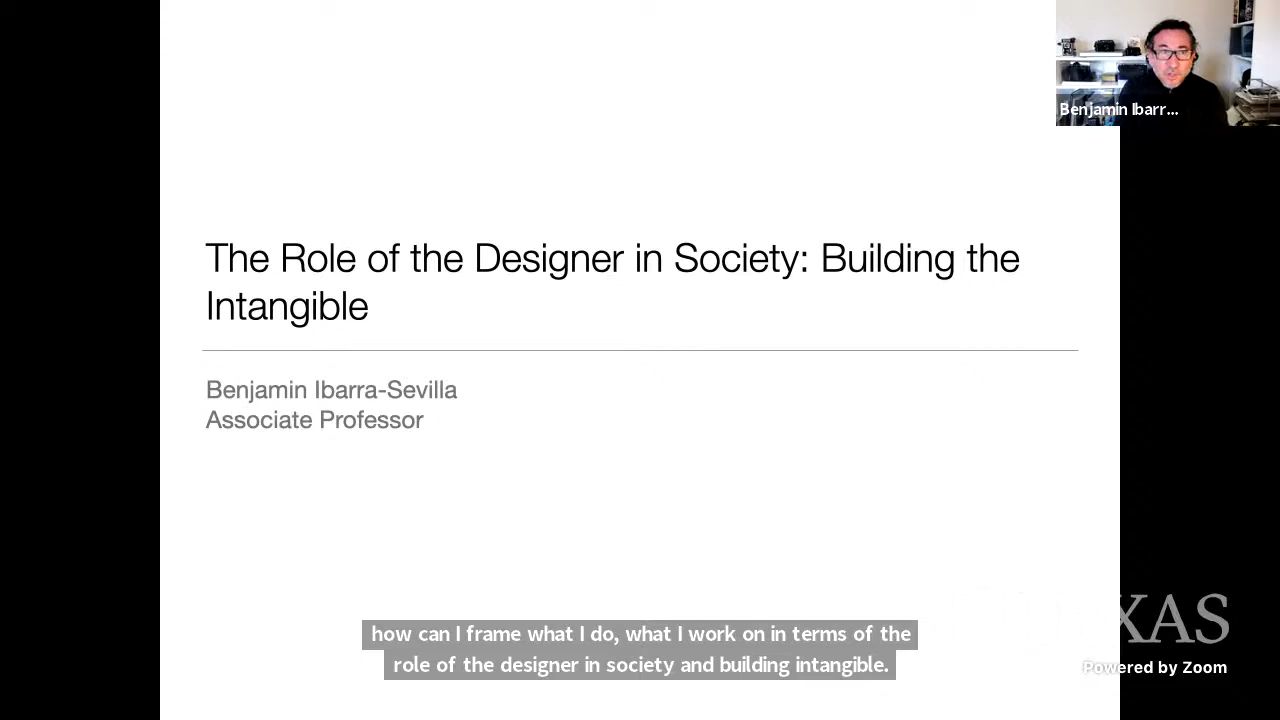 Benjamin Ibarr...
The Role of the Designer in Society: Building the
Intangible
Benjamin Ibarra-Sevilla
Associate Professor
how can I frame what I do, what I work on in terms of the
role of the designer in society and building intangible.
XAS
Powered by Zoom